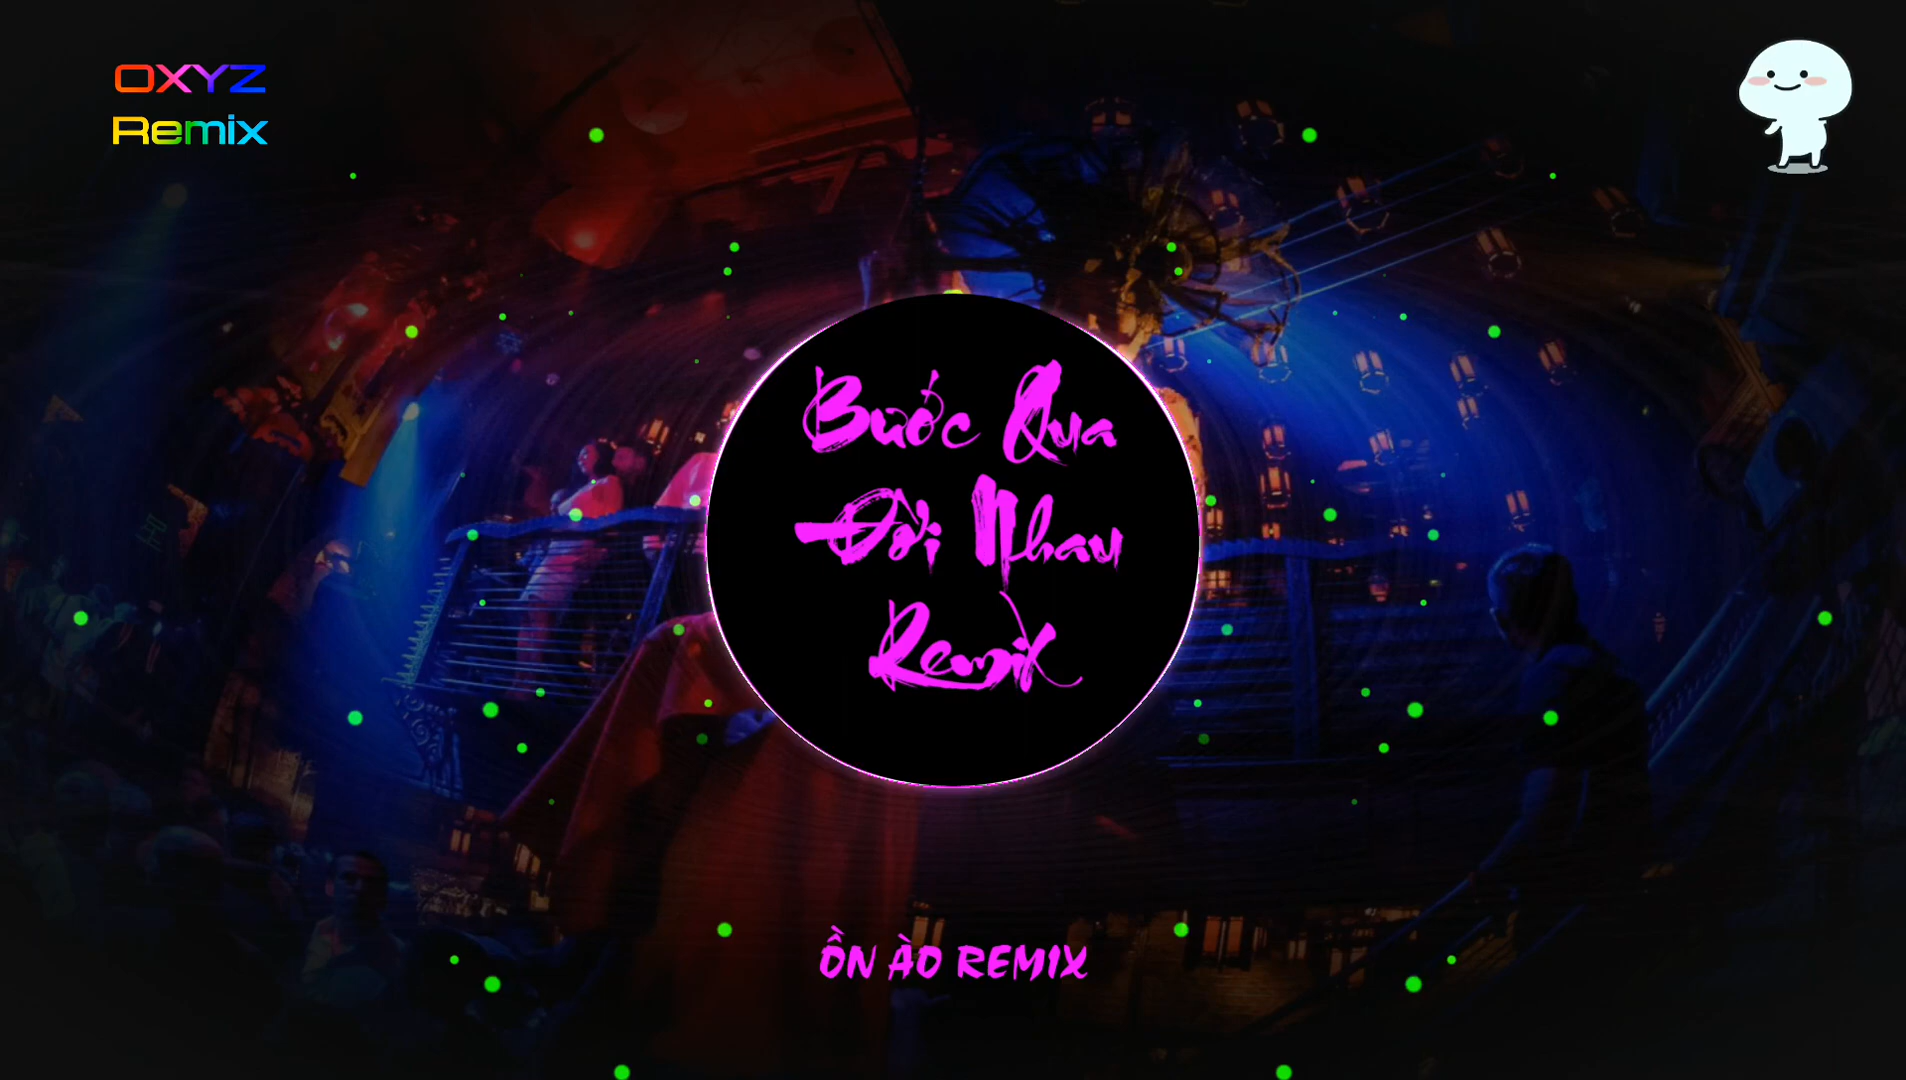 OXYZ
Remix
Bước Qua
Đời Nhau
Remix
ỒN ÀO REMIX